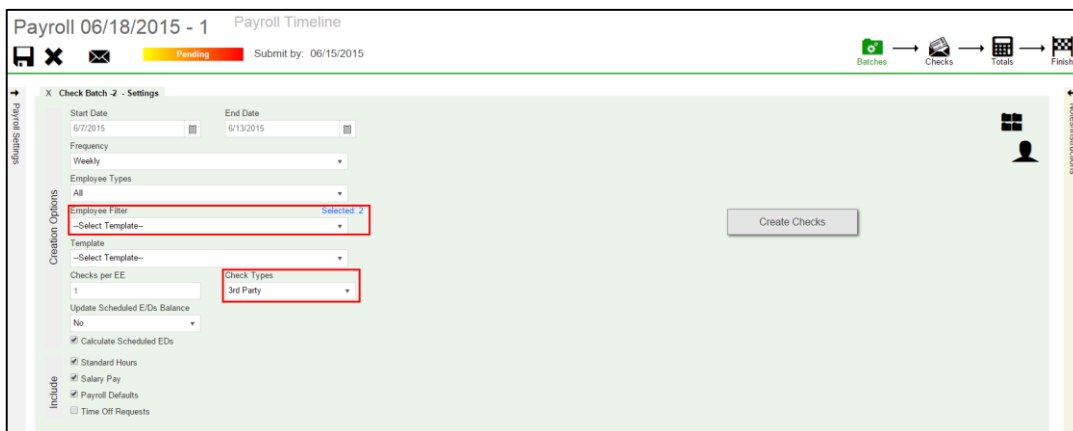 Payroll 06/18/2015 - 1 Payroll Timeline
Pending Submit by: 06/15/2015
Batches Checks Totals Finish
Payroll Settings
X Check Batch -2 - Settings
Creation Options
Start Date End Date
6/7/2015 6/13/2015
Frequency
Weekly
Employee Types
All
Employee Filter Selected: 2
--Select Template--
Template
--Select Template--
Checks per EE Check Types
1 3rd Party
Update Scheduled E/Ds Balance
No
Calculate Scheduled EDs
Include
Standard Hours
Salary Pay
Payroll Defaults
Time Off Requests
Create Checks